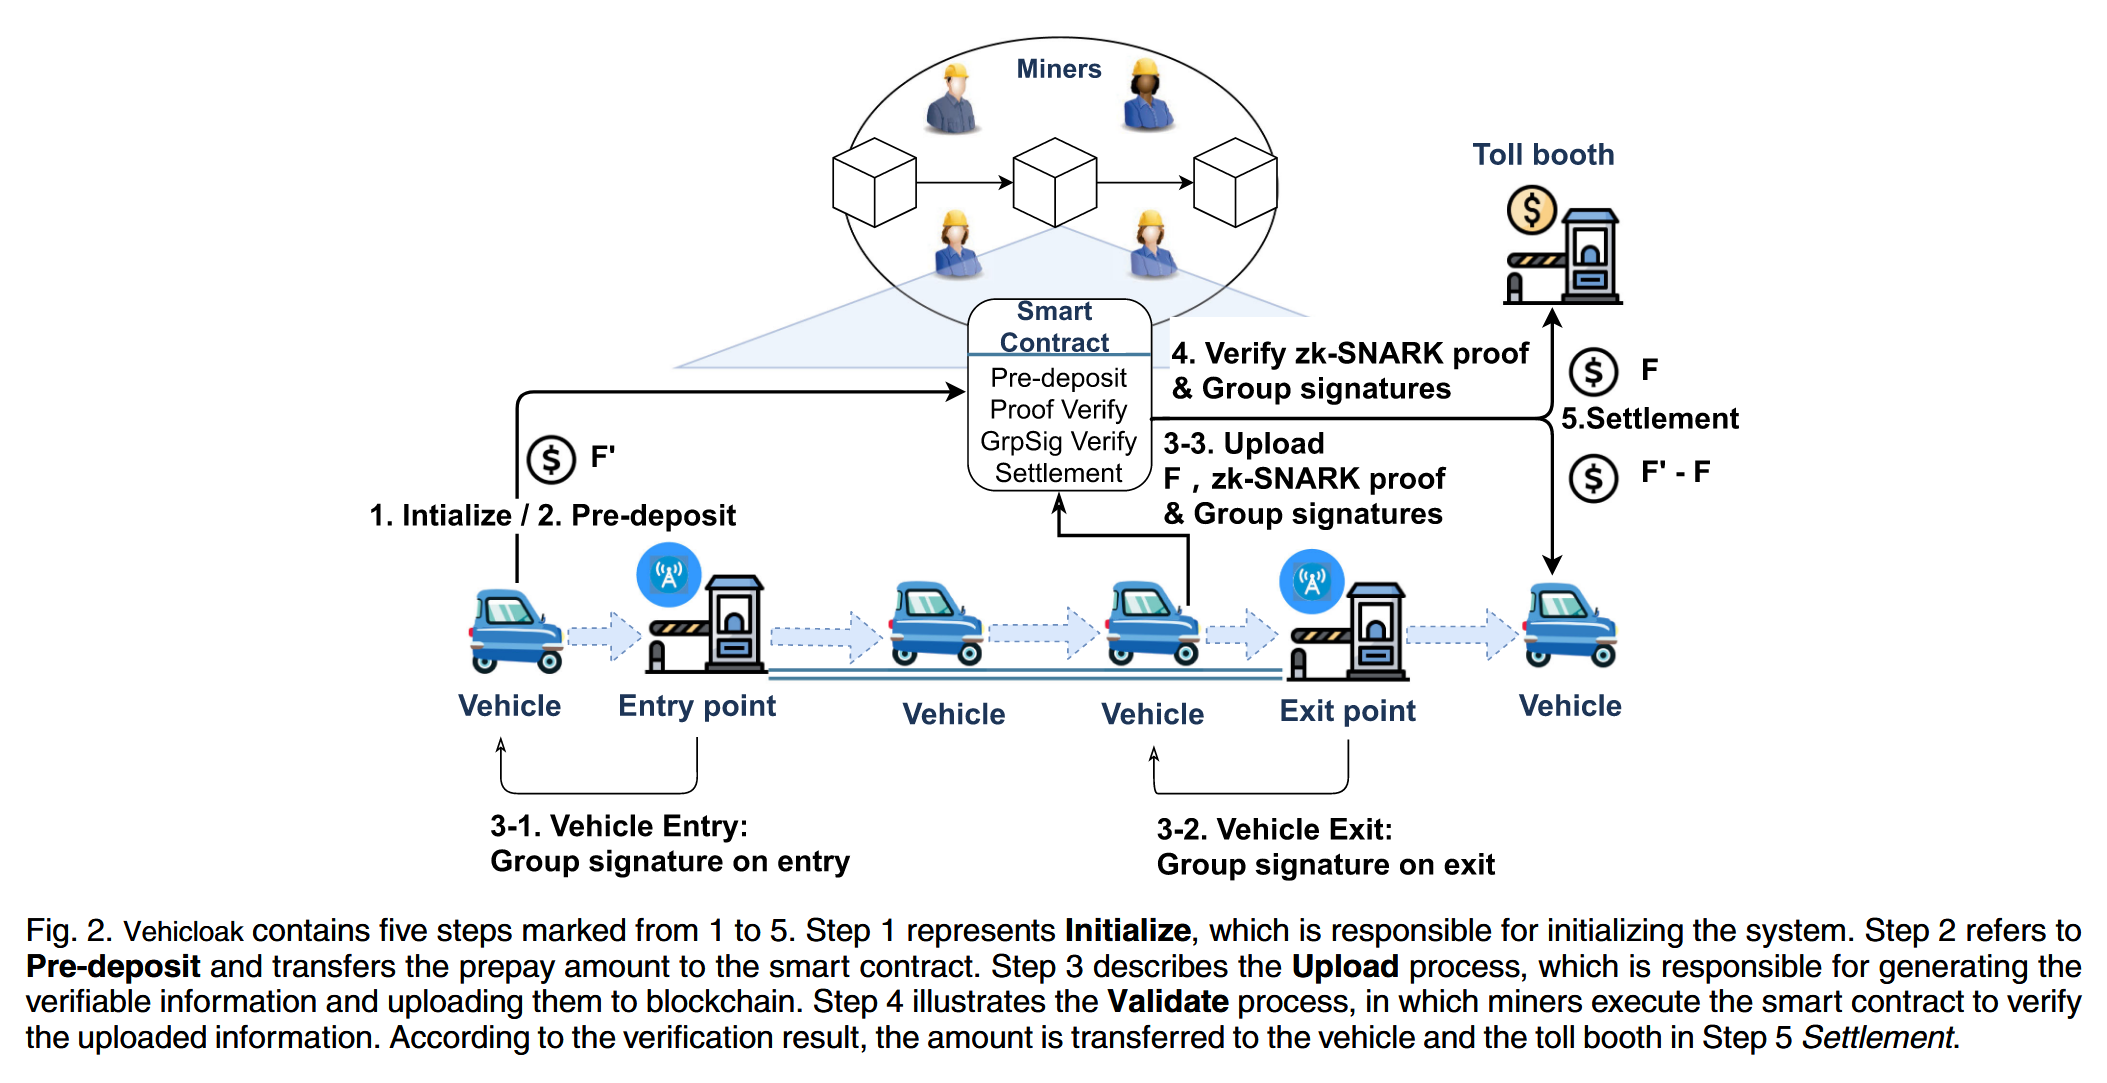 Miners
Toll booth
Smart
Contract
Pre-deposit
Proof Verify
GrpSig Verify
Settlement
4. Verify zk-SNARK proof
& Group signatures
F
5.Settlement
F' - F
3-3. Upload
F , zk-SNARK proof
& Group signatures
F'
1. Intialize / 2. Pre-deposit
Vehicle
Entry point
Vehicle
Vehicle
Exit point
Vehicle
3-1. Vehicle Entry:
Group signature on entry
3-2. Vehicle Exit:
Group signature on exit
Fig. 2. Vehicloak contains five steps marked from 1 to 5. Step 1 represents Initialize, which is responsible for initializing the system. Step 2 refers to
Pre-deposit and transfers the prepay amount to the smart contract. Step 3 describes the Upload process, which is responsible for generating the
verifiable information and uploading them to blockchain. Step 4 illustrates the Validate process, in which miners execute the smart contract to verify
the uploaded information. According to the verification result, the amount is transferred to the vehicle and the toll booth in Step 5 Settlement.